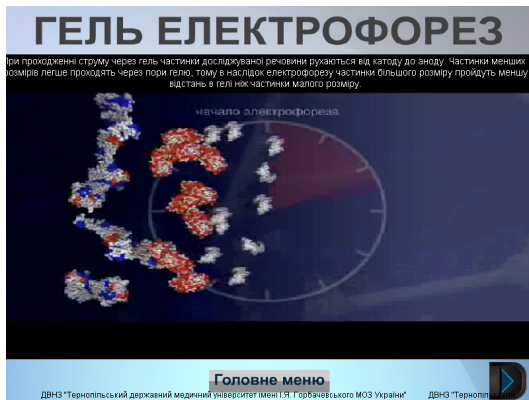 ГЕЛЬ ЕЛЕКТРОФОРЕЗ
При проходженні струму через гель частинки досліджуваної речовини рухаються від катоду до аноду. Частинки менших
розмірів легше проходять через пори гелю, тому в наслідок електрофорезу частинки більшого розміру пройдуть меншу
відстань в гелі ніж частинки малого розміру.
начало электрофореза
Головне меню
ДВНЗ "Тернопільський державний медичний університет імені І.Я. Горбачевського МОЗ України" ДВНЗ "Тернопільський